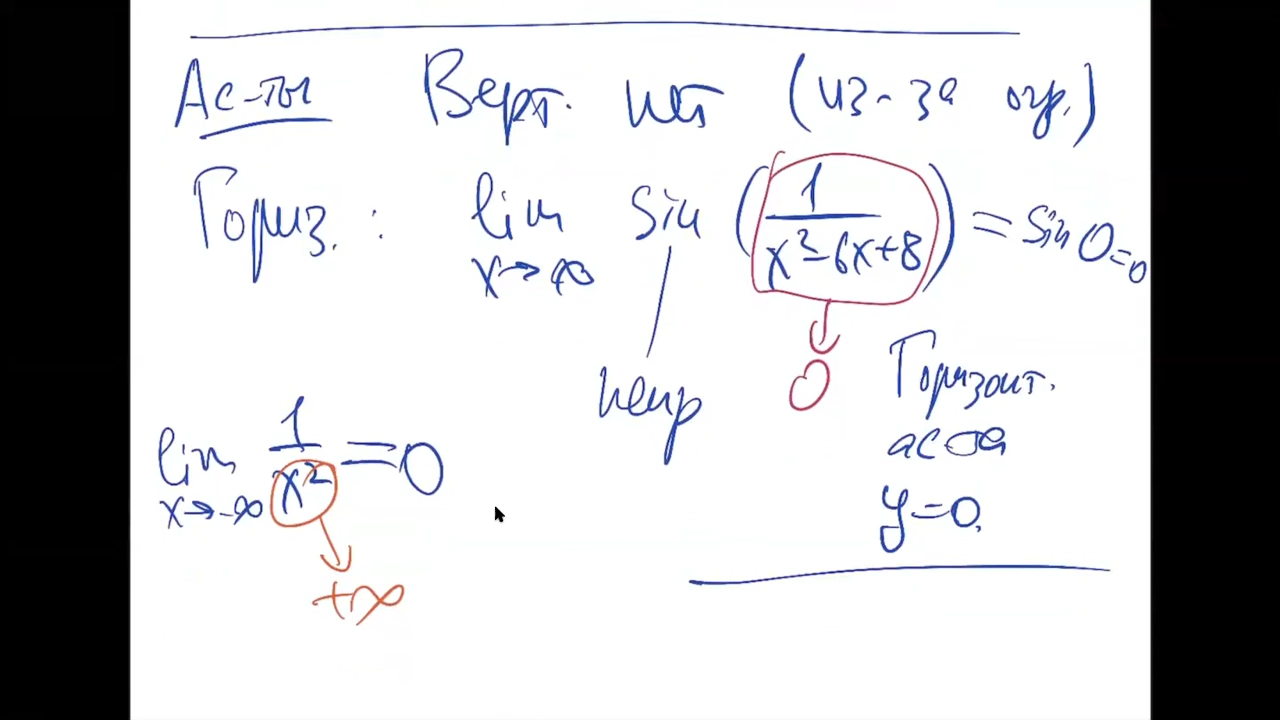 Ас-ты Верт. нет (из-за огр.)
Гориз.: lim x→∞ sin (1/(x²-6x+8)) = sin 0 = 0
непр
0
Горизонт.
ас-а
y=0.
lim x→-∞ 1/x² = 0
+∞